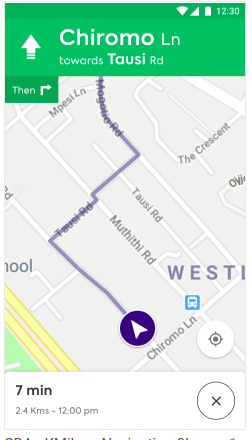 12:30
Chiromo Ln
towards Tausi Rd
Then
Mpesi Ln
Mogotio Rd
The Crescent
Tausi Rd
Tausi Rd
Muthithi Rd
WESTL
Chiromo Ln
7 min
2.4 Kms - 12:00 pm